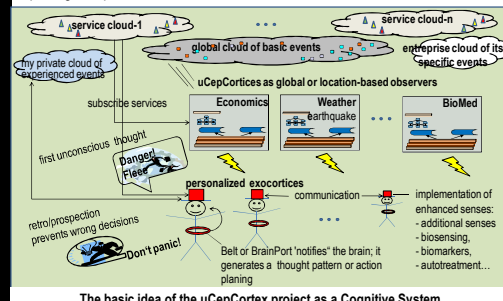 service cloud-1
service cloud-n
global cloud of basic events
entreprise cloud of its
specific events
my private cloud of
experienced events
uCepCortices as global or location-based observers
subscribe services
Economics
Weather
earthquake
BioMed
first unconscious thought
Danger,
Fleee
personalized exocortices
communication
implementation of
enhanced senses:
- additional senses
- biosensing,
- biomarkers,
- autotreatment...
retro/prospection
prevents wrong decisions
Don't panic!
Belt or BrainPort 'notifies" the brain; it
generates a thought pattern or action
planing
The basic idea of the uCepCortex project as a Cognitive System